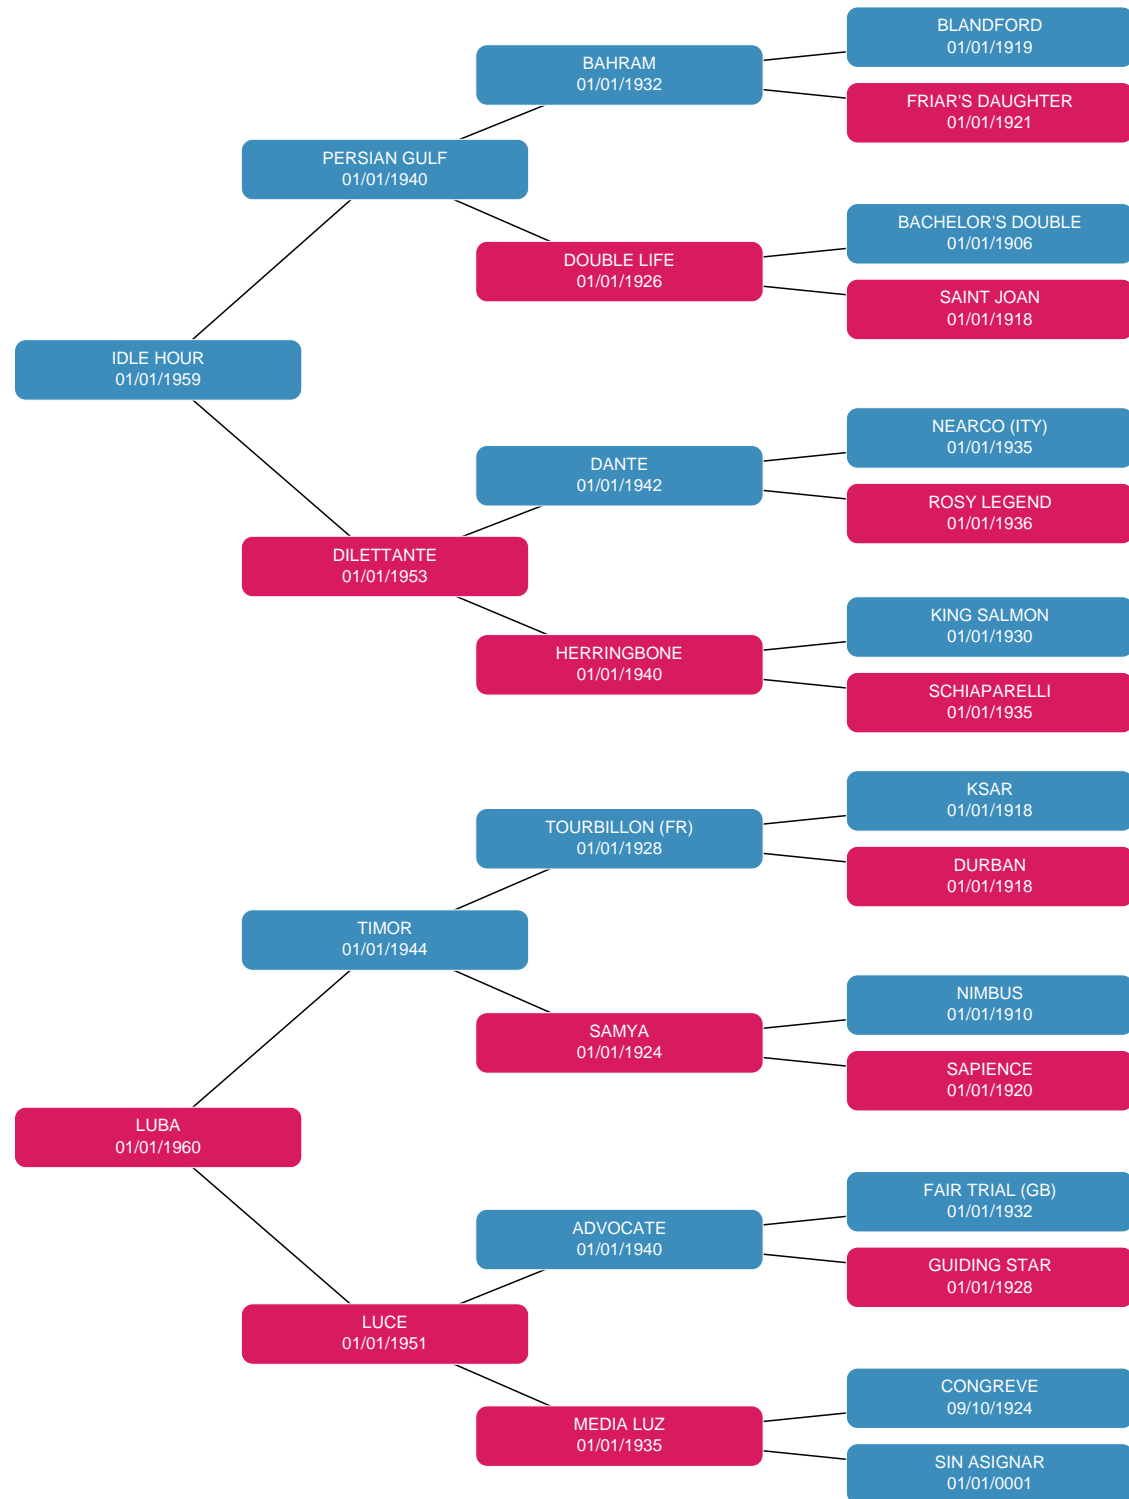 BLANDFORD
01/01/1919
BAHRAM
01/01/1932
FRIAR'S DAUGHTER
01/01/1921
PERSIAN GULF
01/01/1940
BACHELOR'S DOUBLE
01/01/1906
DOUBLE LIFE
01/01/1926
SAINT JOAN
01/01/1918
IDLE HOUR
01/01/1959
NEARCO (ITY)
01/01/1935
DANTE
01/01/1942
ROSY LEGEND
01/01/1936
DILETTANTE
01/01/1953
KING SALMON
01/01/1930
HERRINGBONE
01/01/1940
SCHIAPARELLI
01/01/1935
KSAR
01/01/1918
TOURBILLON (FR)
01/01/1928
DURBAN
01/01/1918
TIMOR
01/01/1944
NIMBUS
01/01/1910
SAMYA
01/01/1924
SAPIENCE
01/01/1920
LUBA
01/01/1960
FAIR TRIAL (GB)
01/01/1932
ADVOCATE
01/01/1940
GUIDING STAR
01/01/1928
LUCE
01/01/1951
CONGREVE
09/10/1924
MEDIA LUZ
01/01/1935
SIN ASIGNAR
01/01/0001